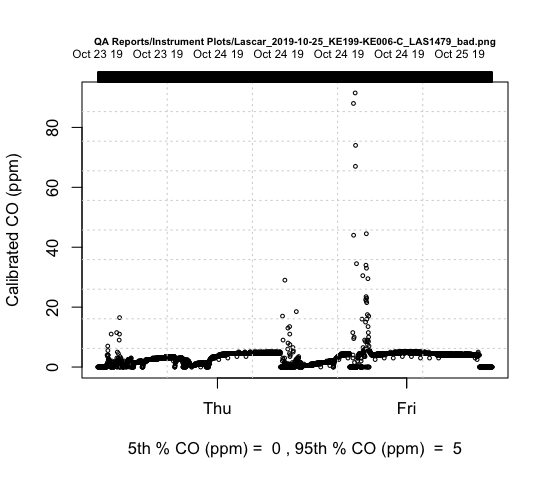 QA Reports/Instrument Plots/Lascar_2019-10-25_KE199-KE006-C_LAS1479_bad.png
Oct 23 19 Oct 23 19 Oct 24 19 Oct 24 19 Oct 24 19 Oct 24 19 Oct 25 19
Calibrated CO (ppm)
80
60
40
20
0
Thu Fri
5th % CO (ppm) = 0 , 95th % CO (ppm) = 5